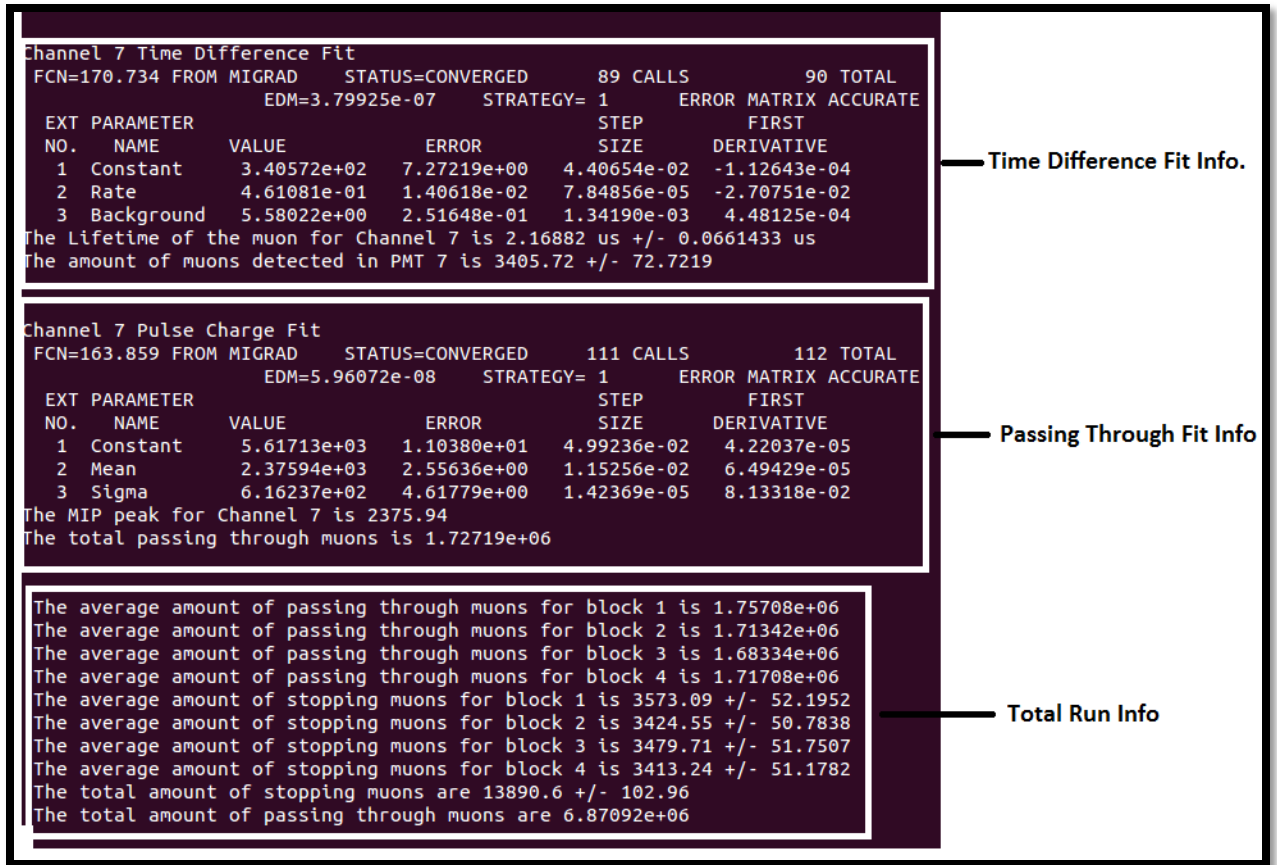 Channel 7 Time Difference Fit
FCN=170.734 FROM MIGRAD    STATUS=CONVERGED      89 CALLS          90 TOTAL
EDM=3.79925e-07    STRATEGY= 1      ERROR MATRIX ACCURATE
EXT PARAMETER                                   STEP         FIRST
NO.   NAME      VALUE            ERROR          SIZE      DERIVATIVE
1  Constant     3.40572e+02   7.27219e+00   4.40654e-02  -1.12643e-04
2  Rate         4.61081e-01   1.40618e-02   7.84856e-05  -2.70751e-02
3  Background   5.58022e+00   2.51648e-01   1.34190e-03   4.48125e-04
The Lifetime of the muon for Channel 7 is 2.16882 us +/- 0.0661433 us
The amount of muons detected in PMT 7 is 3405.72 +/- 72.7219
Time Difference Fit Info.
Channel 7 Pulse Charge Fit
FCN=163.859 FROM MIGRAD    STATUS=CONVERGED     111 CALLS         112 TOTAL
EDM=5.96072e-08    STRATEGY= 1      ERROR MATRIX ACCURATE
EXT PARAMETER                                   STEP         FIRST
NO.   NAME      VALUE            ERROR          SIZE      DERIVATIVE
1  Constant     5.61713e+03   1.10380e+01   4.99236e-02   4.22037e-05
2  Mean         2.37594e+03   2.55636e+00   1.15256e-02   6.49429e-05
3  Sigma        6.16237e+02   4.61779e+00   1.42369e-05   8.13318e-02
The MIP peak for Channel 7 is 2375.94
The total passing through muons is 1.72719e+06
Passing Through Fit Info
The average amount of passing through muons for block 1 is 1.75708e+06
The average amount of passing through muons for block 2 is 1.71342e+06
The average amount of passing through muons for block 3 is 1.68334e+06
The average amount of passing through muons for block 4 is 1.71708e+06
The average amount of stopping muons for block 1 is 3573.09 +/- 52.1952
The average amount of stopping muons for block 2 is 3424.55 +/- 50.7838
The average amount of stopping muons for block 3 is 3479.71 +/- 51.7507
The average amount of stopping muons for block 4 is 3413.24 +/- 51.1782
The total amount of stopping muons are 13890.6 +/- 102.96
The total amount of passing through muons are 6.87092e+06
Total Run Info